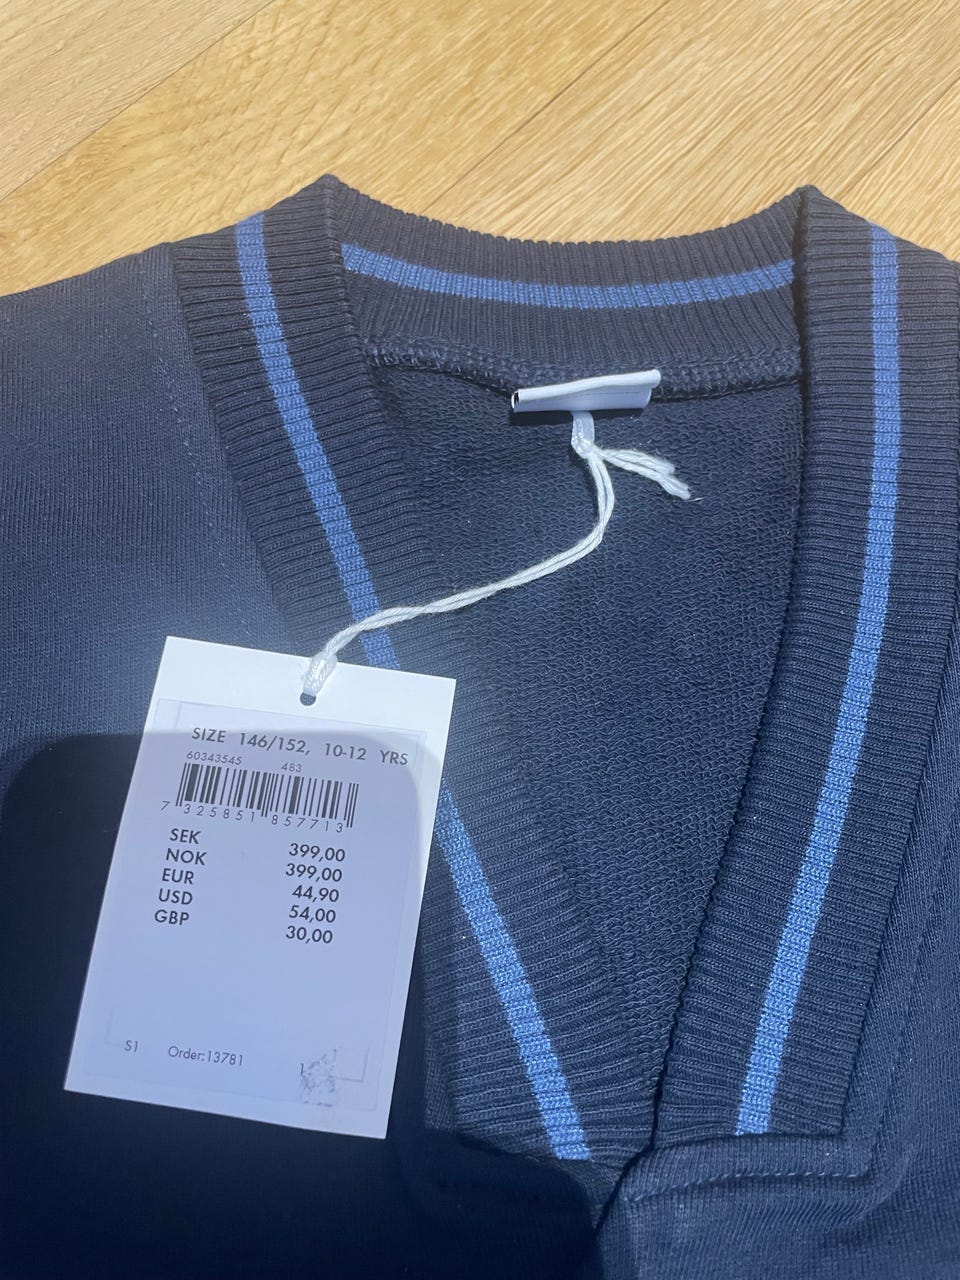 SIZE 146/152, 10-12 YRS
60343545 483
7 325851 857713
SEK 399,00
NOK 399,00
EUR 44,90
USD 54,00
GBP 30,00
S1 Order:13781